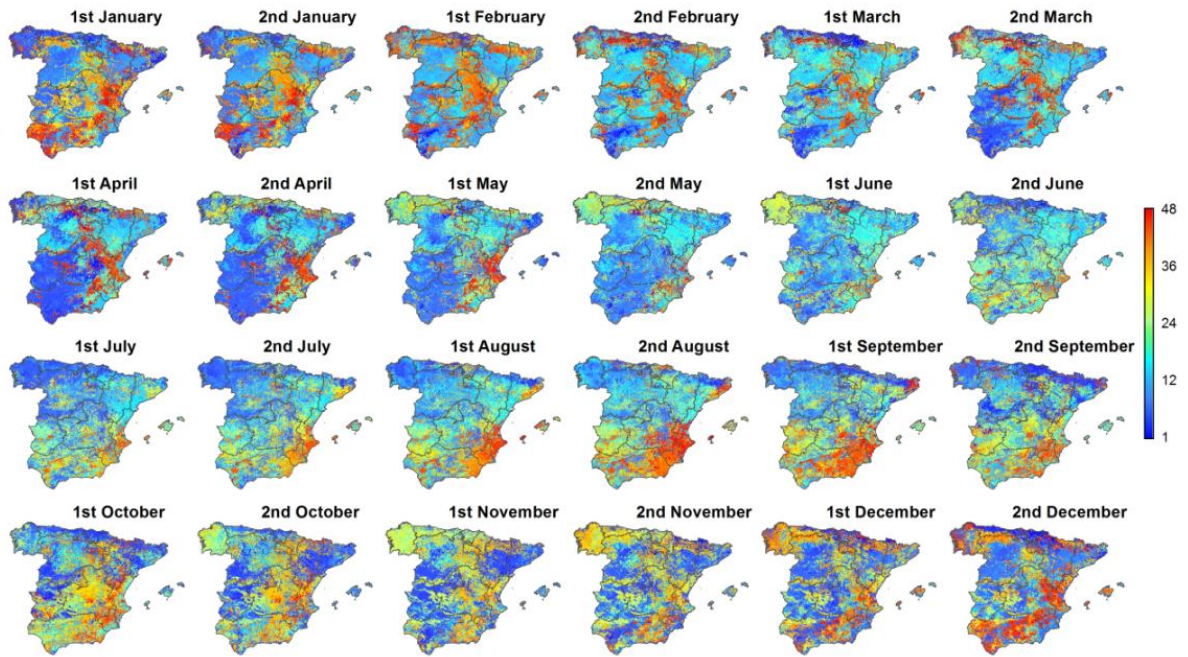 1st January 2nd January 1st February 2nd February 1st March 2nd March
1st April 2nd April 1st May 2nd May 1st June 2nd June
48
36
24
12
1
1st July 2nd July 1st August 2nd August 1st September 2nd September
1st October 2nd October 1st November 2nd November 1st December 2nd December